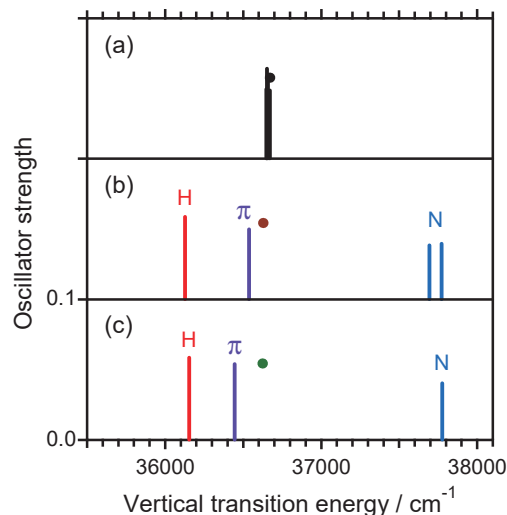 (a)
(b)
H
π
N
0.1
(c)
H
π
N
0.0
36000 37000 38000
Vertical transition energy / cm⁻¹
Oscillator strength